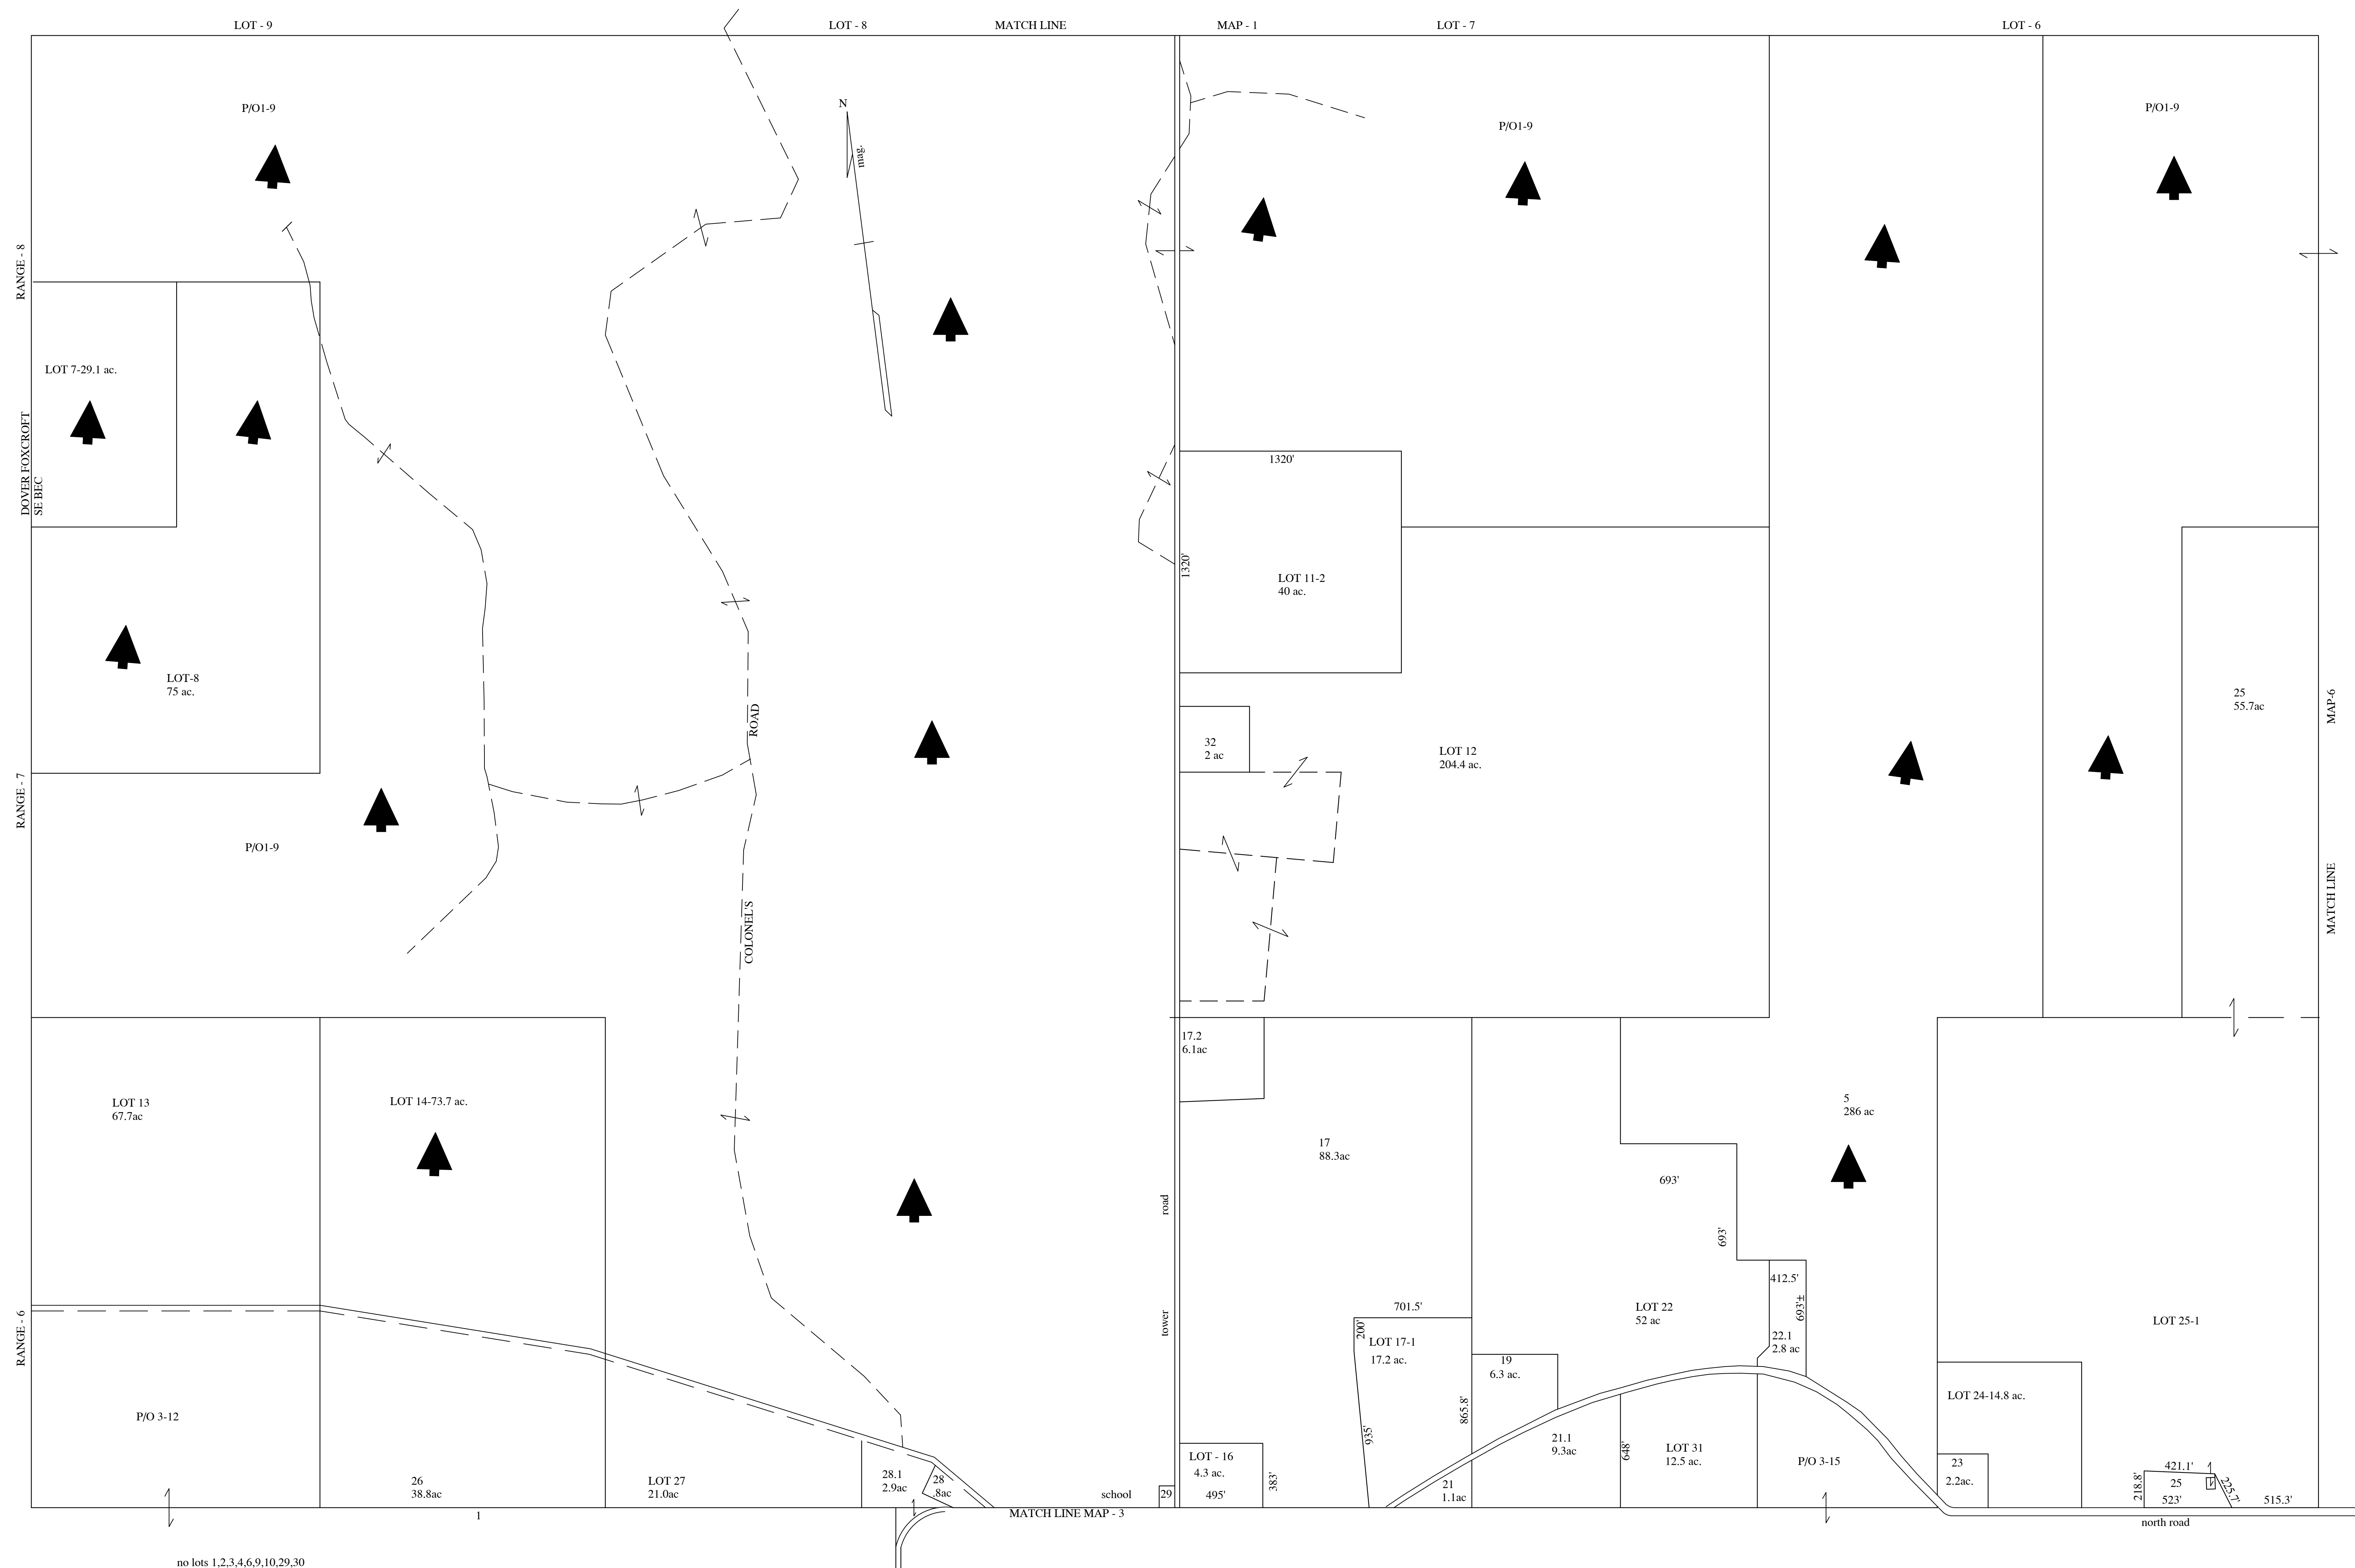 LOT - 9
LOT - 8
MATCH LINE
MAP - 1
LOT - 7
LOT - 6
P/O1-9
N
mag.
P/O1-9
P/O1-9
RANGE - 8
LOT 7-29.1 ac.
DOVER FOXCROFT
SE BEC
1320'
1320'
LOT 11-2
40 ac.
LOT-8
75 ac.
ROAD
32
2 ac
LOT 12
204.4 ac.
25
55.7ac
MAP-6
RANGE - 7
P/O1-9
COLONEL'S
MATCH LINE
17.2
6.1ac
LOT 13
67.7ac
LOT 14-73.7 ac.
17
88.3ac
5
286 ac
693'
693'
road
tower
412.5'
693'±
RANGE - 6
701.5'
200'
LOT 17-1
17.2 ac.
LOT 22
52 ac
22.1
2.8 ac
LOT 25-1
19
6.3 ac.
865.8'
935'
LOT 24-14.8 ac.
P/O 3-12
21.1
9.3ac
648'
LOT 31
12.5 ac.
P/O 3-15
LOT - 16
4.3 ac.
495'
383'
26
38.8ac
LOT 27
21.0ac
28.1
2.9ac
28
.8ac
school
29
21
1.1ac
23
2.2ac.
421.1'
218.8'
25
523'
225.7'
515.3'
1
MATCH LINE MAP - 3
north road
no lots 1,2,3,4,6,9,10,29,30